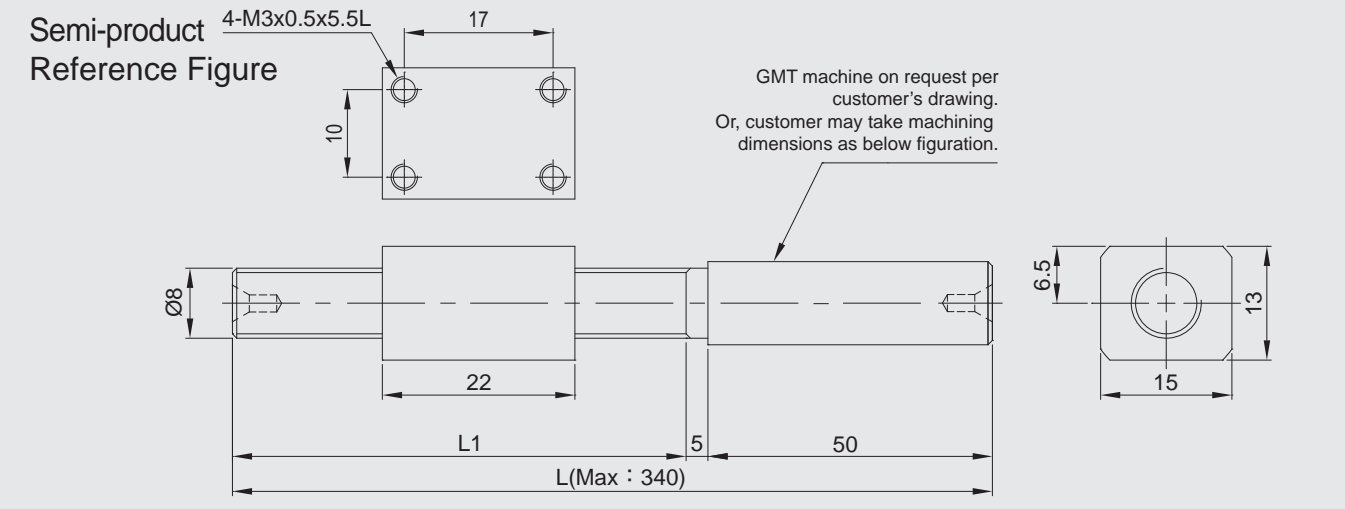 Semi-product
Reference Figure
4-M3x0.5x5.5L
17
10
GMT machine on request per
customer's drawing.
Or, customer may take machining
dimensions as below figuration.
Ø8
6.5
13
22
15
L1
5
50
L(Max：340)